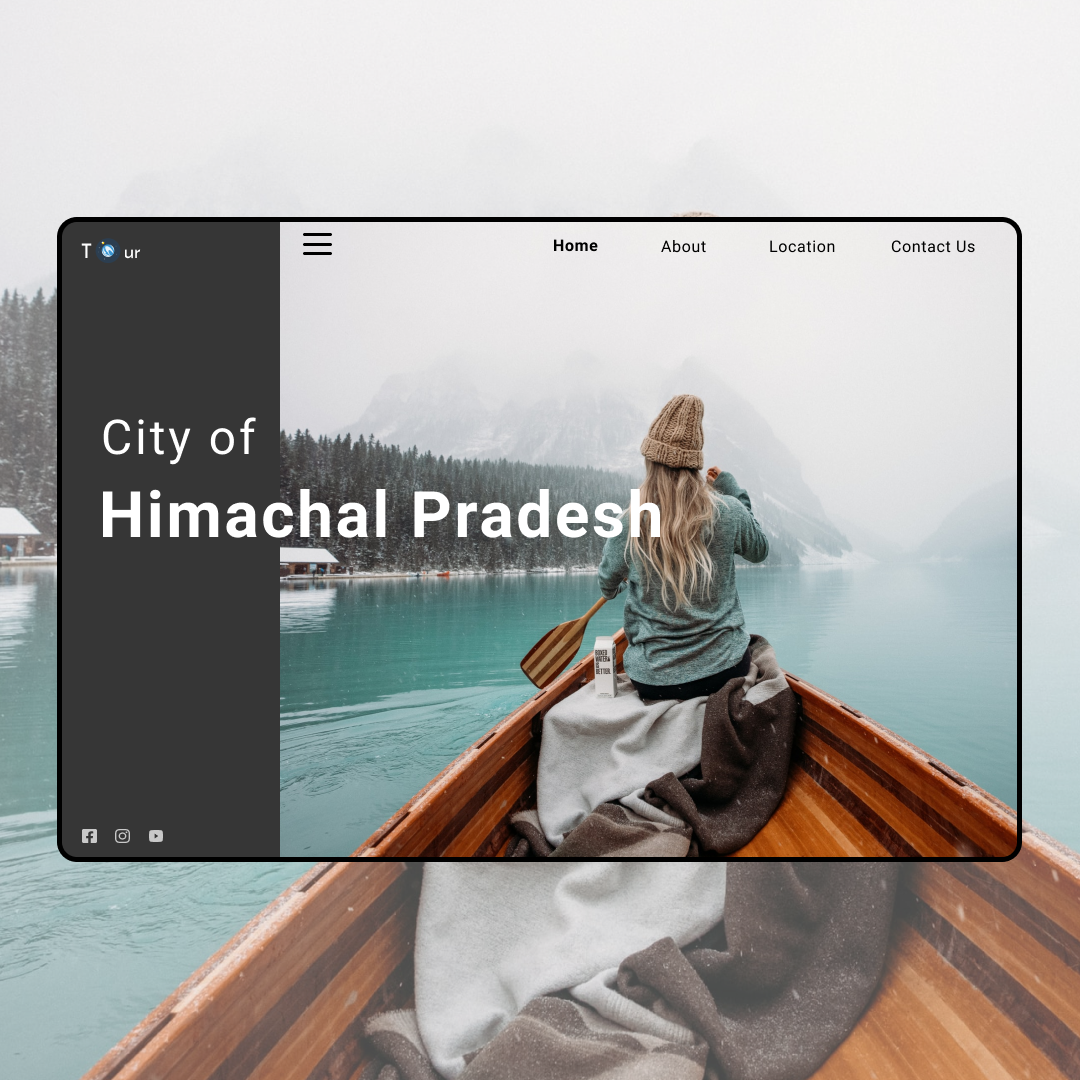 T ur
Home About Location Contact Us
City of
Himachal Pradesh
BOXED
WATER
IS
BETTER.